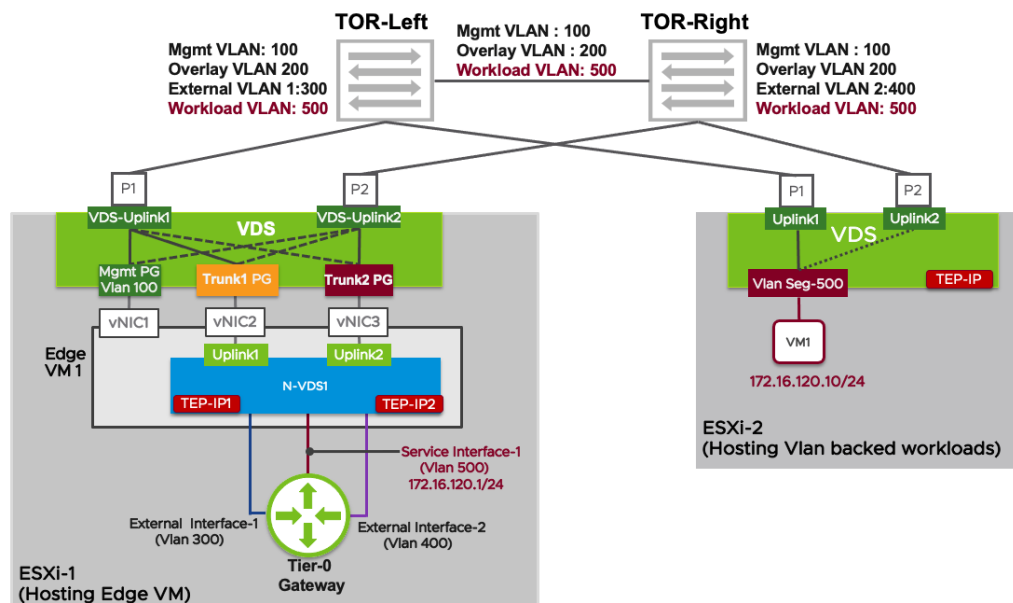 TOR-Left
TOR-Right
Mgmt VLAN: 100
Overlay VLAN 200
External VLAN 1:300
Workload VLAN: 500
Mgmt VLAN : 100
Overlay VLAN : 200
Workload VLAN: 500
Mgmt VLAN : 100
Overlay VLAN 200
External VLAN 2:400
Workload VLAN: 500
P1
P2
VDS-Uplink1
VDS-Uplink2
VDS
Mgmt PG
Vlan 100
Trunk1 PG
Trunk2 PG
vNIC1
vNIC2
vNIC3
Edge
VM 1
Uplink1
Uplink2
N-VDS1
TEP-IP1
TEP-IP2
Service Interface-1
(Vlan 500)
172.16.120.1/24
External Interface-1
(Vlan 300)
External Interface-2
(Vlan 400)
Tier-0
Gateway
ESXi-1
(Hosting Edge VM)
P1
P2
Uplink1
Uplink2
VDS
Vlan Seg-500
TEP-IP
VM1
172.16.120.10/24
ESXi-2
(Hosting Vlan backed workloads)